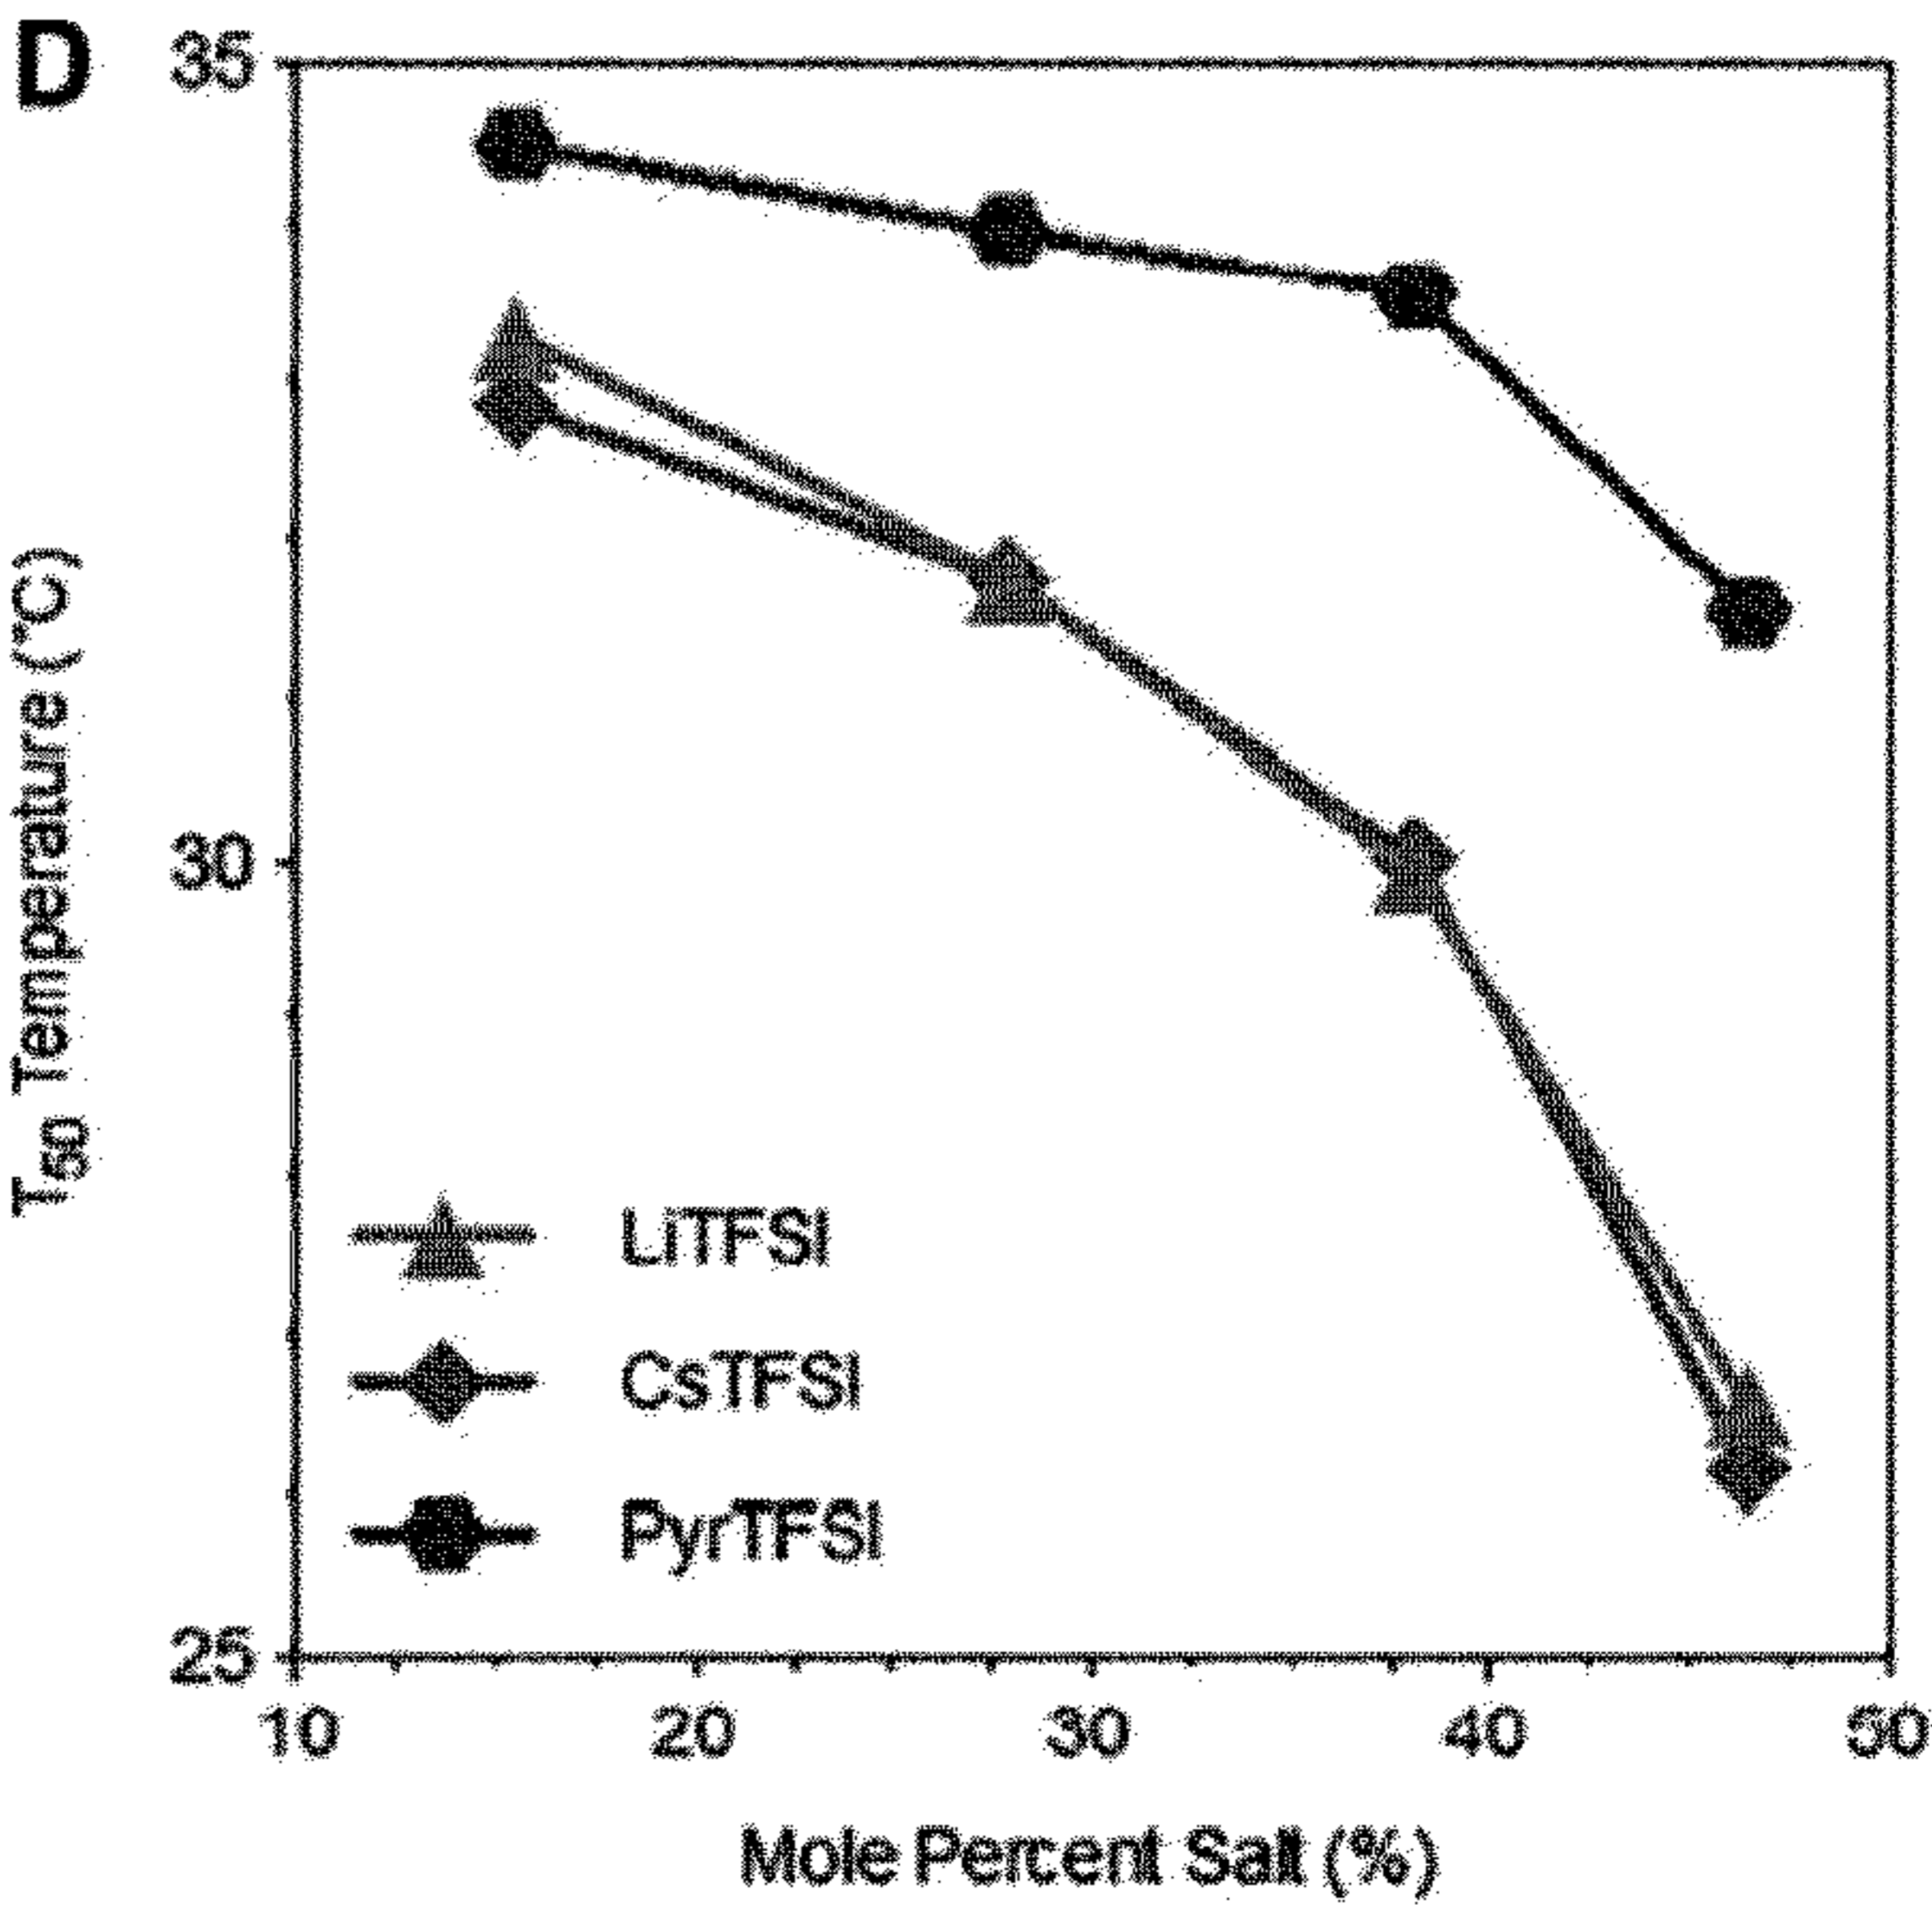 D
35
30
25
T50 Temperature (°C)
LiTFSI
CsTFSI
PyrTFSI
10 20 30 40 50
Mole Percent Salt (%)